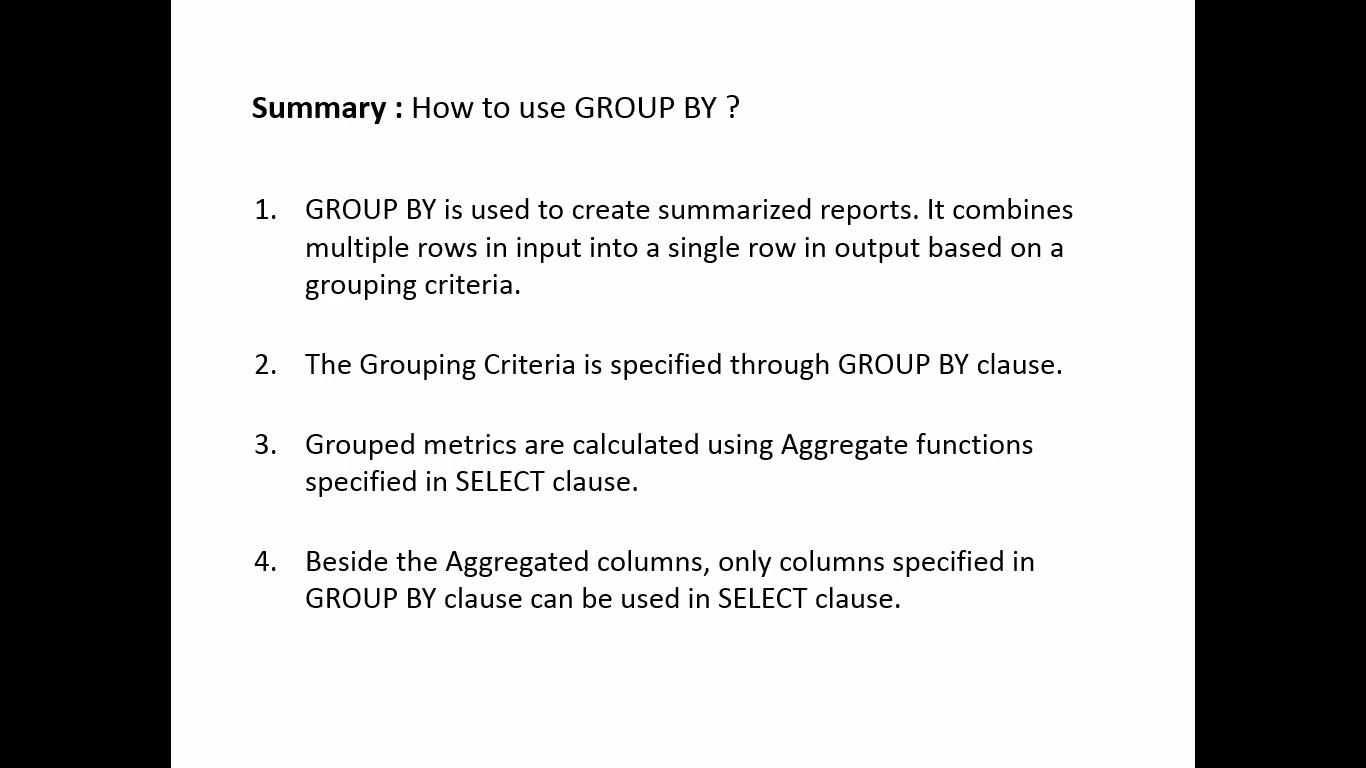 Summary : How to use GROUP BY ?
1. GROUP BY is used to create summarized reports. It combines
multiple rows in input into a single row in output based on a
grouping criteria.
2. The Grouping Criteria is specified through GROUP BY clause.
3. Grouped metrics are calculated using Aggregate functions
specified in SELECT clause.
4. Beside the Aggregated columns, only columns specified in
GROUP BY clause can be used in SELECT clause.